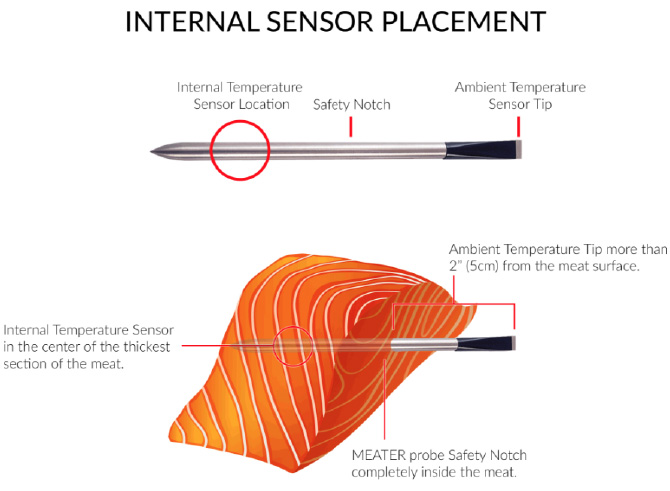 INTERNAL SENSOR PLACEMENT
Internal Temperature
Sensor Location
Safety Notch
Ambient Temperature
Sensor Tip
Ambient Temperature Tip more than
2" (5cm) from the meat surface.
Internal Temperature Sensor
in the center of the thickest
section of the meat.
MEATER probe Safety Notch
completely inside the meat.